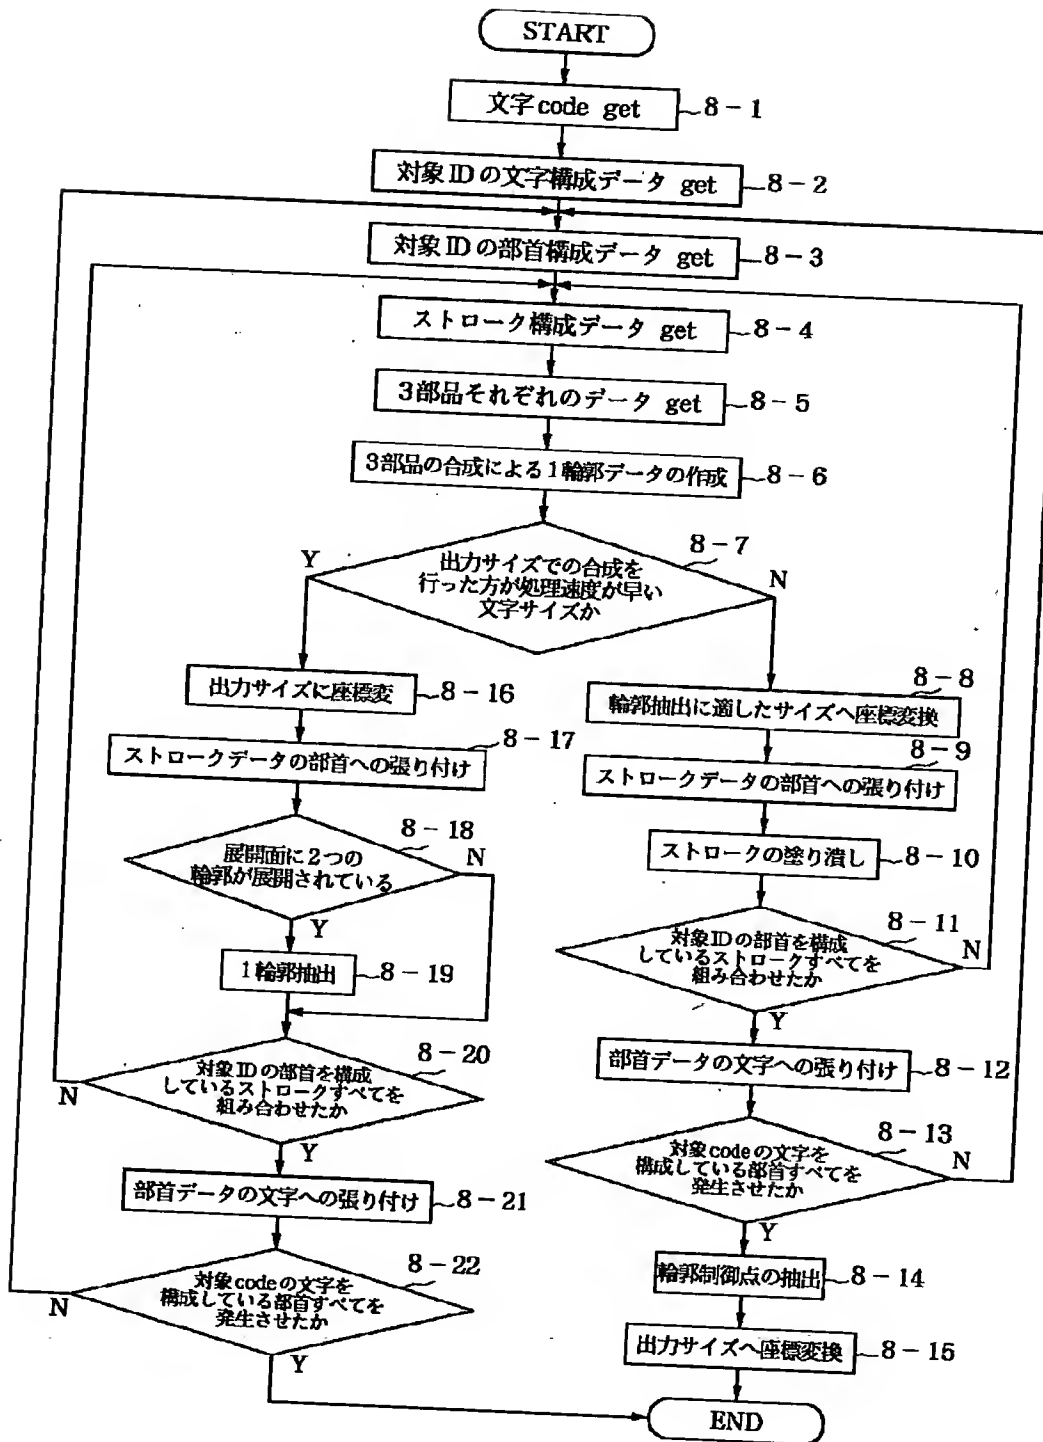 START
文字code get
8-1
対象IDの文字構成データ get
8-2
対象IDの部首構成データ get
8-3
ストローク構成データ get
8-4
3部品それぞれのデータ get
8-5
3部品の合成による1輪郭データの作成
8-6
8-7
出力サイズでの合成を
行った方が処理速度が早い
文字サイズか
Y
N
出力サイズに座標変
8-16
8-17
ストロークデータの部首への張り付け
8-18
展開面に2つの
輪郭が展開されている
N
Y
1輪郭抽出
8-19
8-20
対象IDの部首を構成
しているストロークすべてを
組み合わせたか
N
Y
部首データの文字への張り付け
8-21
8-22
対象codeの文字を
構成している部首すべてを
発生させたか
N
Y
8-8
輪郭抽出に適したサイズへ座標変換
8-9
ストロークデータの部首への張り付け
ストロークの塗り潰し
8-10
8-11
対象IDの部首を構成
しているストロークすべてを
組み合わせたか
N
Y
部首データの文字への張り付け
8-12
8-13
対象codeの文字を
構成している部首すべてを
発生させたか
N
Y
輪郭制御点の抽出
8-14
出力サイズへ座標変換
8-15
END